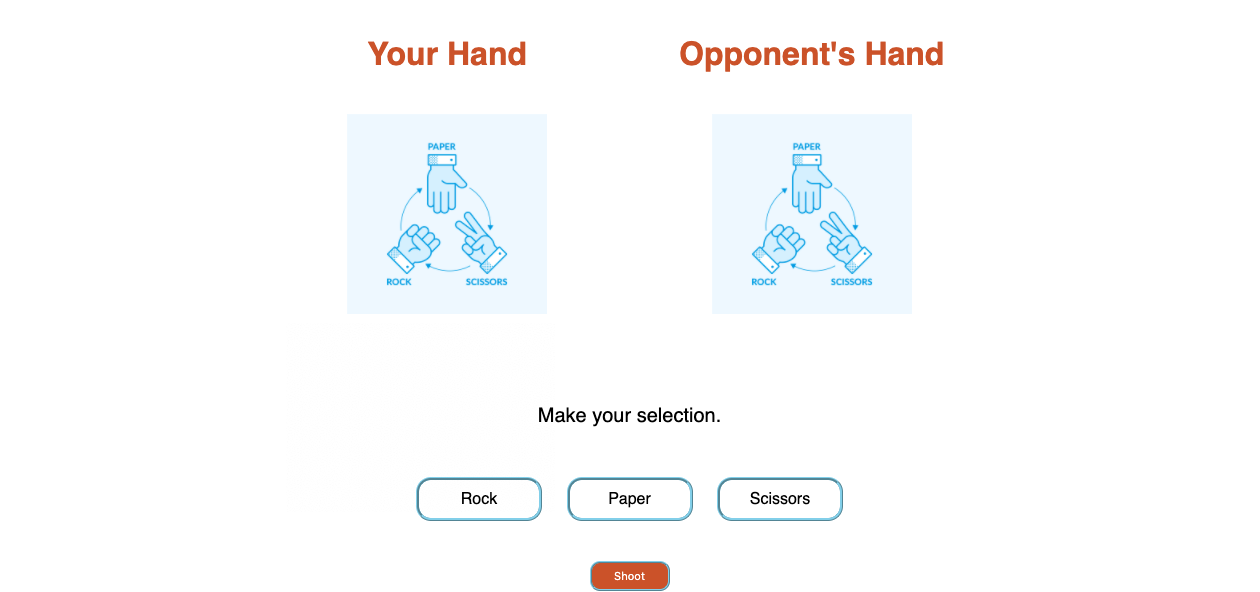 Your Hand
Opponent's Hand
PAPER
ROCK
SCISSORS
PAPER
ROCK
SCISSORS
Make your selection.
Rock
Paper
Scissors
Shoot